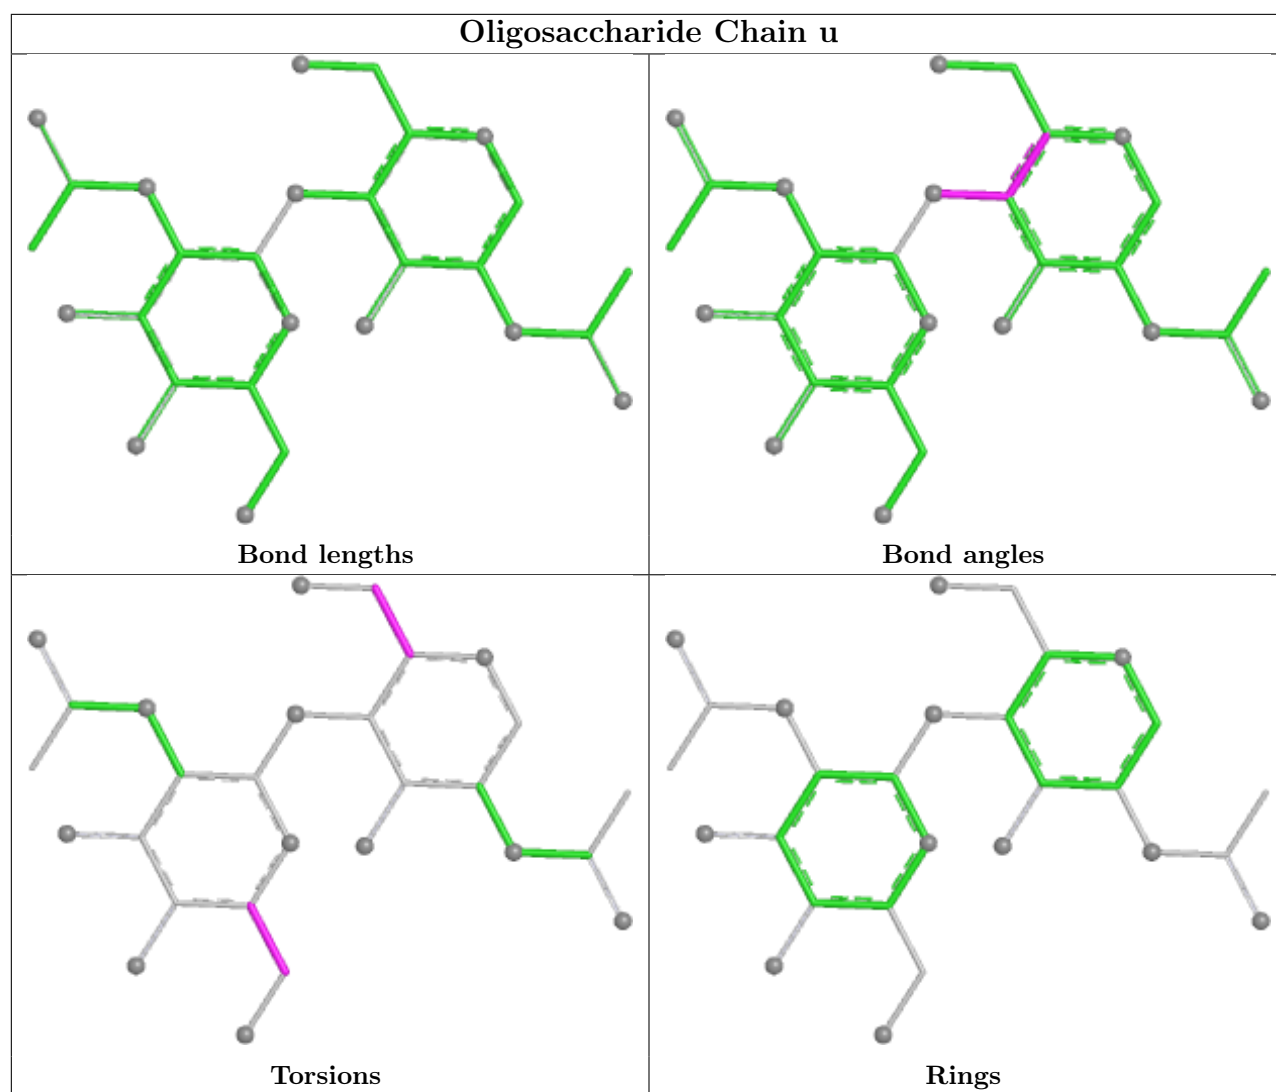 Oligosaccharide Chain u
Bond lengths
Bond angles
Torsions
Rings